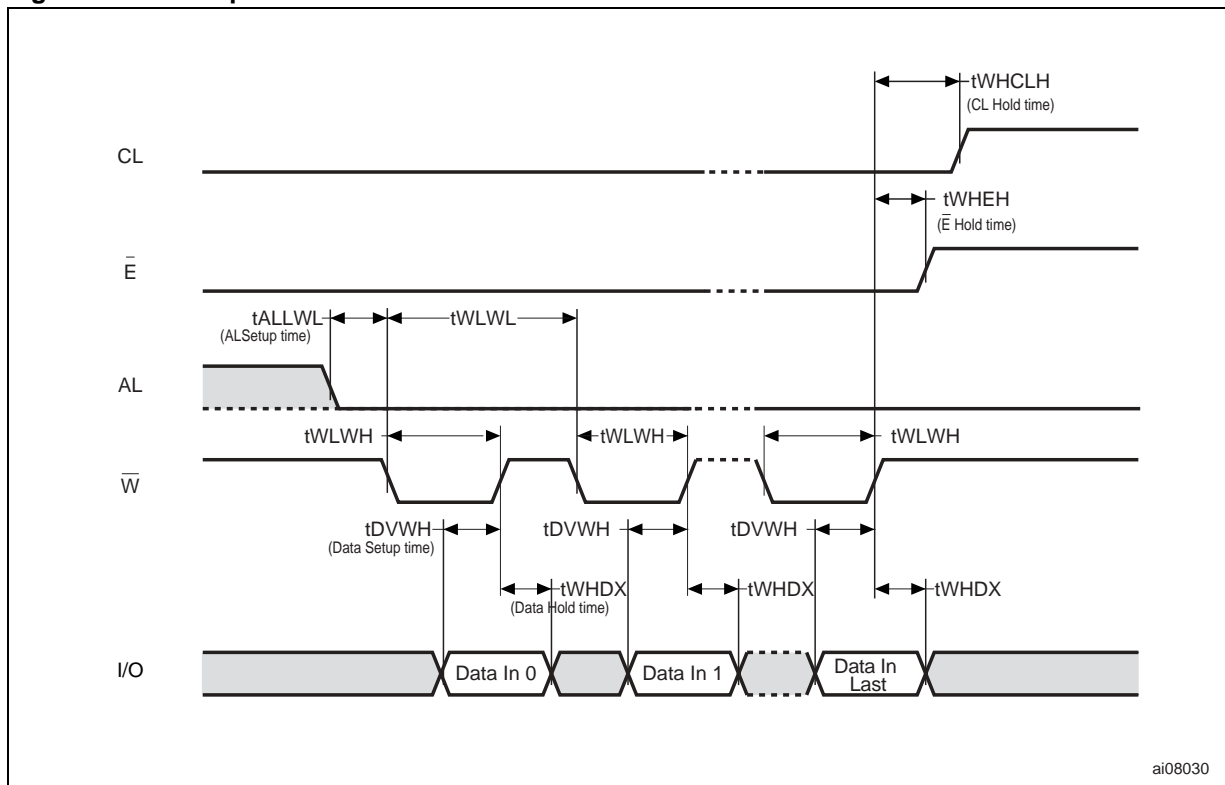 tWHCLH
(CL Hold time)
CL
tWHEH
(E̅ Hold time)
E̅
tALLWL
(ALSetup time)
tWLWL
AL
tWLWH
tWLWH
tWLWH
W̅
tDVWH
(Data Setup time)
tDVWH
tDVWH
tWHDX
(Data Hold time)
tWHDX
tWHDX
I/O
Data In 0
Data In 1
Data In
Last
ai08030